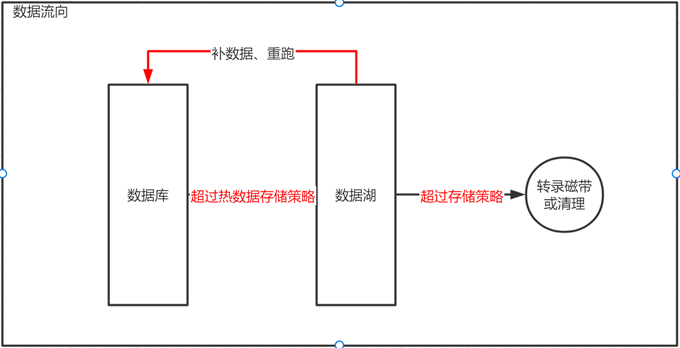 数据流向
补数据、重跑
数据库
超过热数据存储策略
数据湖
超过存储策略
转录磁带
或清理